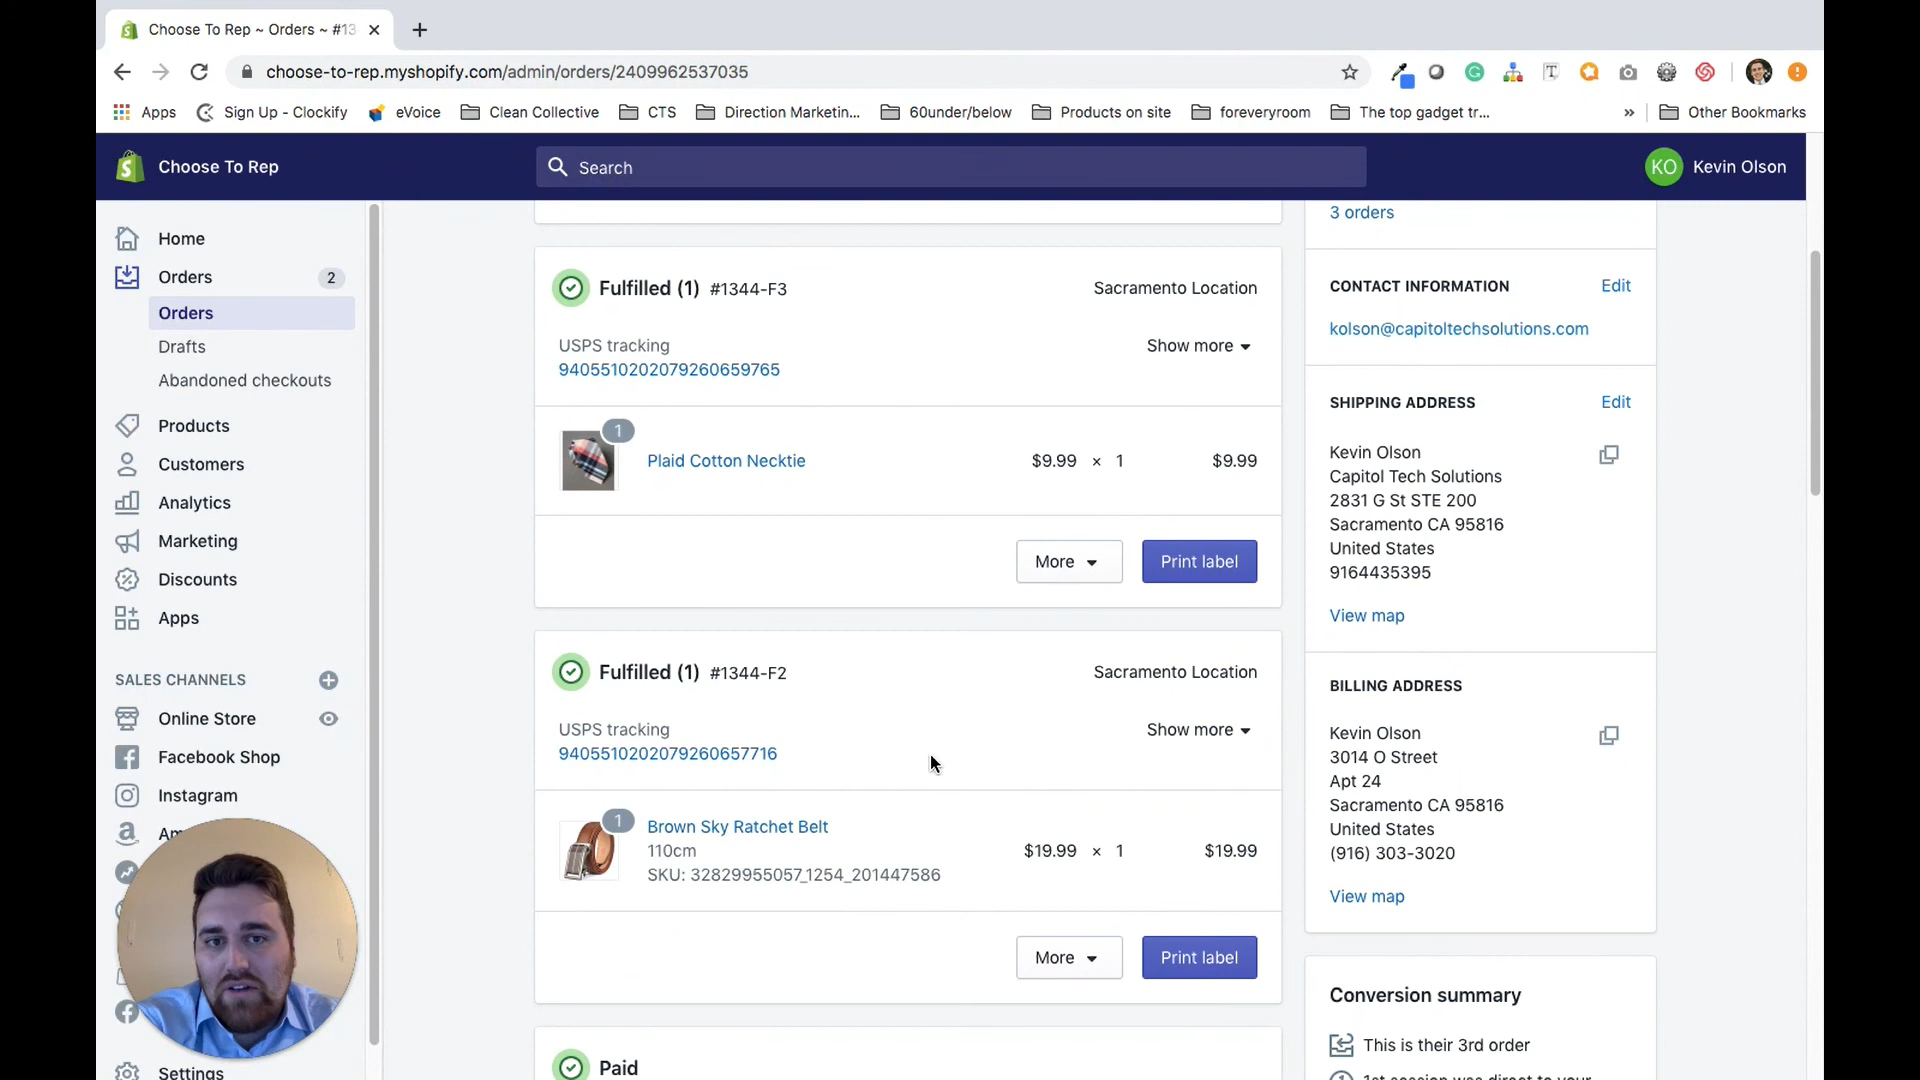 Choose To Rep ~ Orders ~ #13
choose-to-rep.myshopify.com/admin/orders/2409962537035
Apps
Sign Up - Clockify
eVoice
Clean Collective
CTS
Direction Marketin...
60under/below
Products on site
foreveryroom
The top gadget tr...
»
Other Bookmarks
Choose To Rep
Search
KO
Kevin Olson
Home
Orders
2
Orders
Drafts
Abandoned checkouts
Products
Customers
Analytics
Marketing
Discounts
Apps
SALES CHANNELS
Online Store
Facebook Shop
Instagram
Settings
Fulfilled (1) #1344-F3
Sacramento Location
USPS tracking
Show more
9405510202079260659765
1
Plaid Cotton Necktie
$9.99 × 1
$9.99
More
Print label
Fulfilled (1) #1344-F2
Sacramento Location
USPS tracking
Show more
9405510202079260657716
1
Brown Sky Ratchet Belt
110cm
$19.99 × 1
$19.99
SKU: 32829955057_1254_201447586
More
Print label
Paid
3 orders
CONTACT INFORMATION
Edit
kolson@capitoltechsolutions.com
SHIPPING ADDRESS
Edit
Kevin Olson
Capitol Tech Solutions
2831 G St STE 200
Sacramento CA 95816
United States
9164435395
View map
BILLING ADDRESS
Kevin Olson
3014 O Street
Apt 24
Sacramento CA 95816
United States
(916) 303-3020
View map
Conversion summary
This is their 3rd order
1st session was direct to your